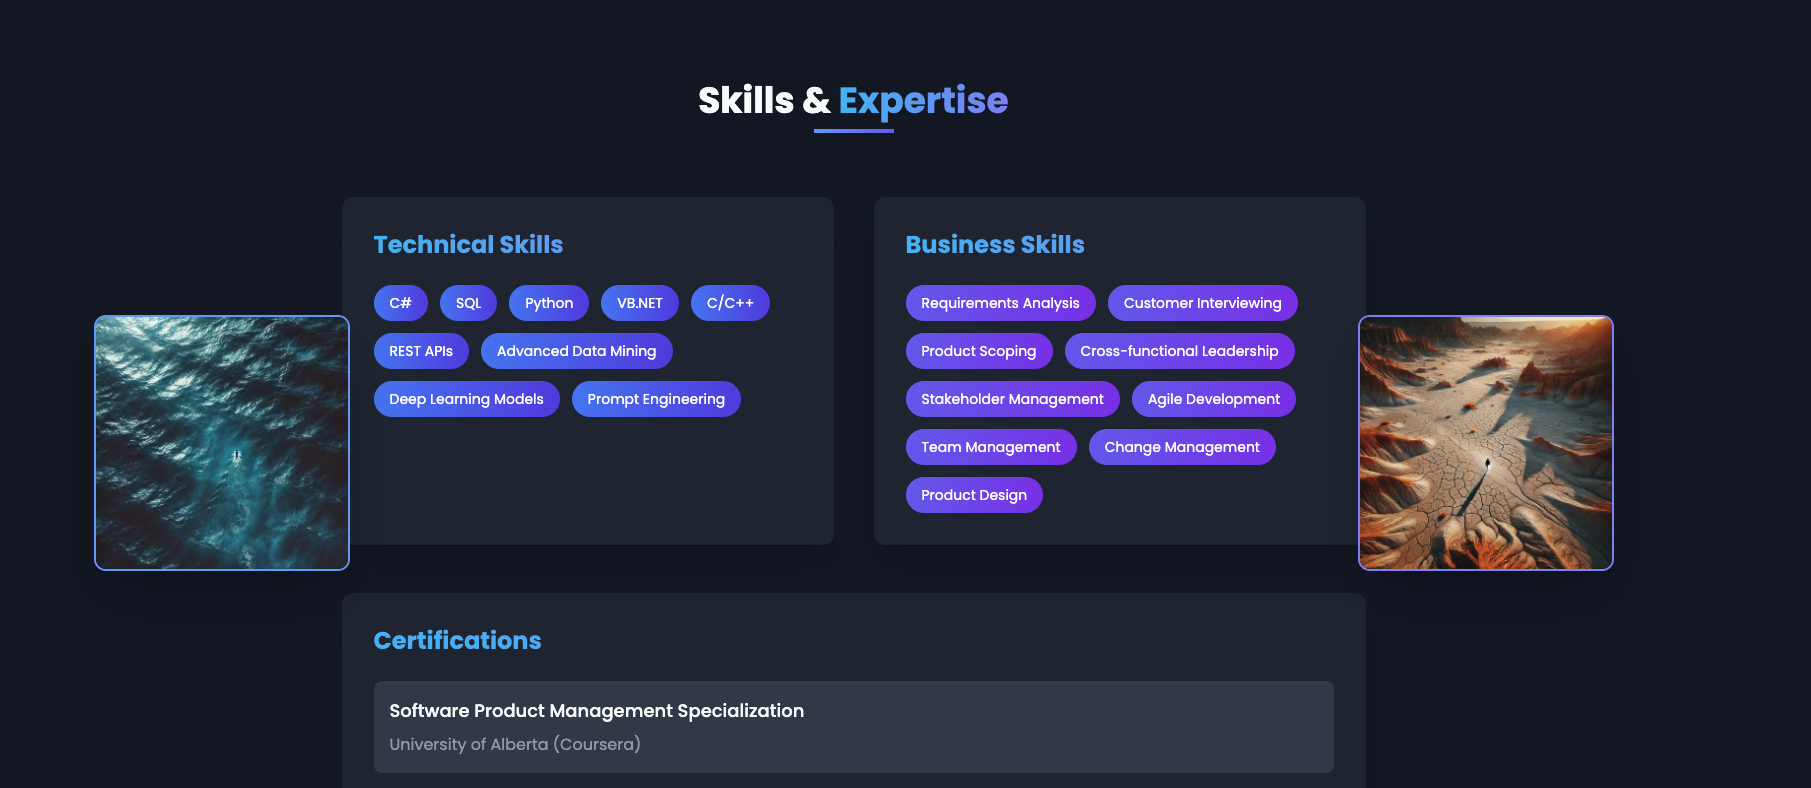 Skills & Expertise
Technical Skills
C# SQL Python VB.NET C/C++
REST APIs Advanced Data Mining
Deep Learning Models Prompt Engineering
Business Skills
Requirements Analysis Customer Interviewing
Product Scoping Cross-functional Leadership
Stakeholder Management Agile Development
Team Management Change Management
Product Design
Certifications
Software Product Management Specialization
University of Alberta (Coursera)